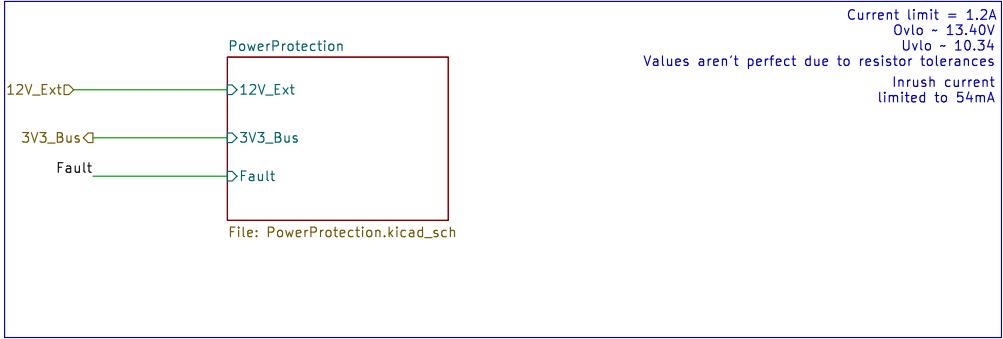 Current limit = 1.2A
Ovlo ~ 13.40V
Uvlo ~ 10.34
Values aren't perfect due to resistor tolerances
Inrush current
limited to 54mA
PowerProtection
12V_Ext 12V_Ext
3V3_Bus 3V3_Bus
Fault Fault
File: PowerProtection.kicad_sch